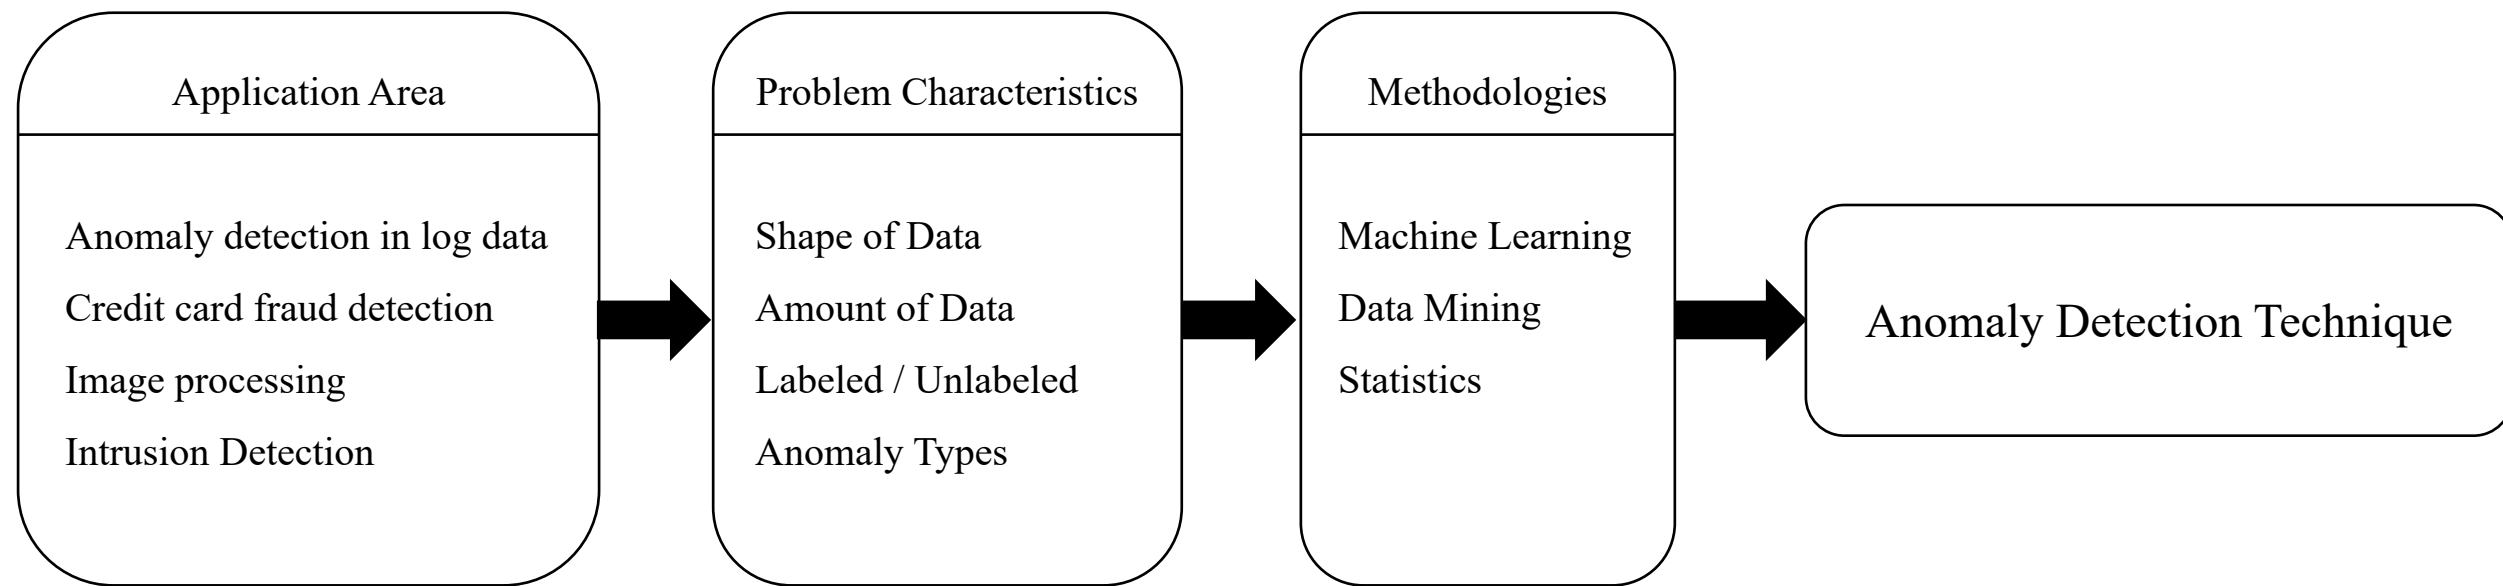 Application Area
Anomaly detection in log data
Credit card fraud detection
Image processing
Intrusion Detection
Problem Characteristics
Shape of Data
Amount of Data
Labeled / Unlabeled
Anomaly Types
Methodologies
Machine Learning
Data Mining
Statistics
Anomaly Detection Technique